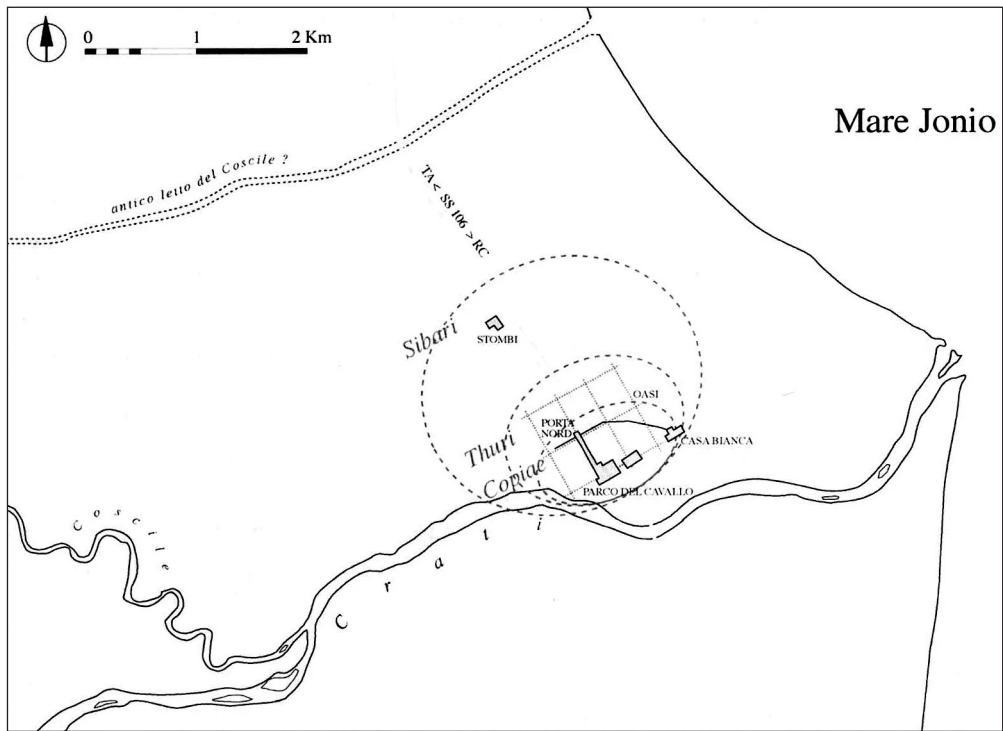 0 1 2 Km
Mare Jonio
antico letto del Coscile ?
TA < SS 106 > RC
Sibari
STOMBI
OASI
PORTA
NORD
CASA BIANCA
Thuri
Copiae
PARCO DEL CAVALLO
Coscile
Crati